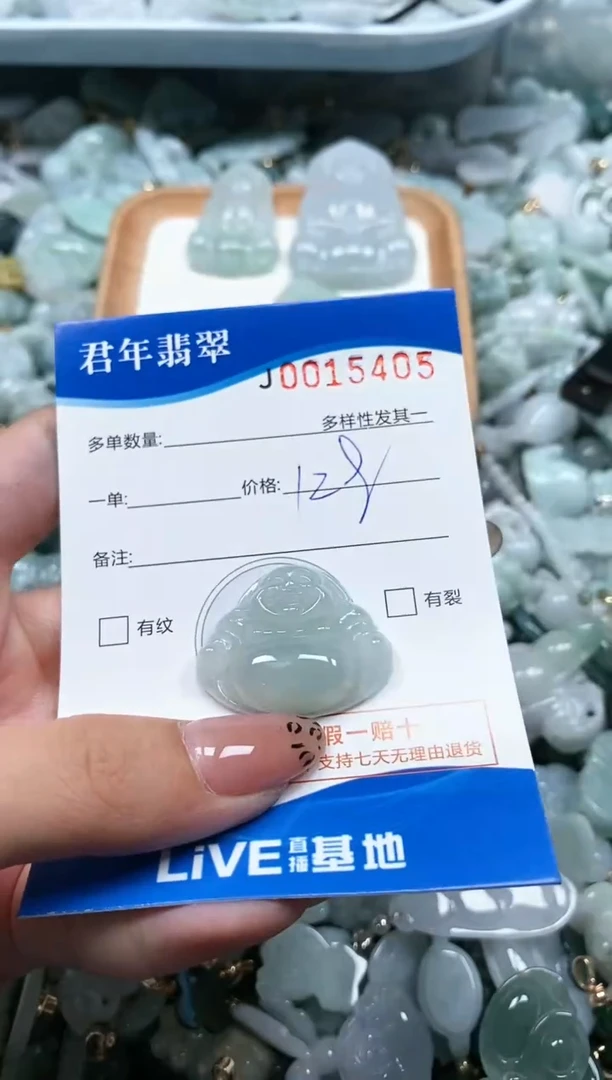 君年翡翠
J0015405
多单数量:
多样性发其一
一单:
价格:
备注:
有纹
有裂
假一赔十
支持七天无理由退货
LiVE直播基地